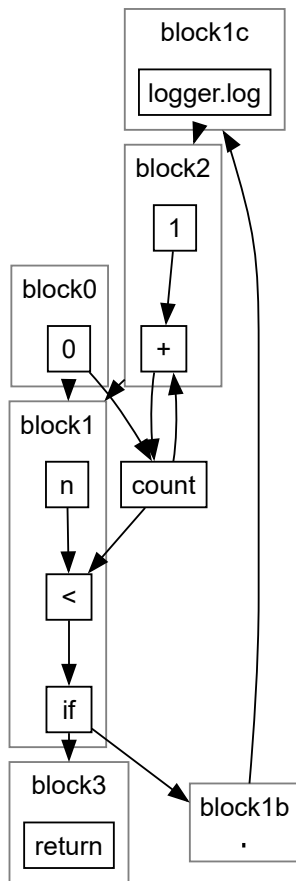 block1c
logger.log
block2
1
block0
0
+
block1
n
count
<
if
block3
block1b
.
return